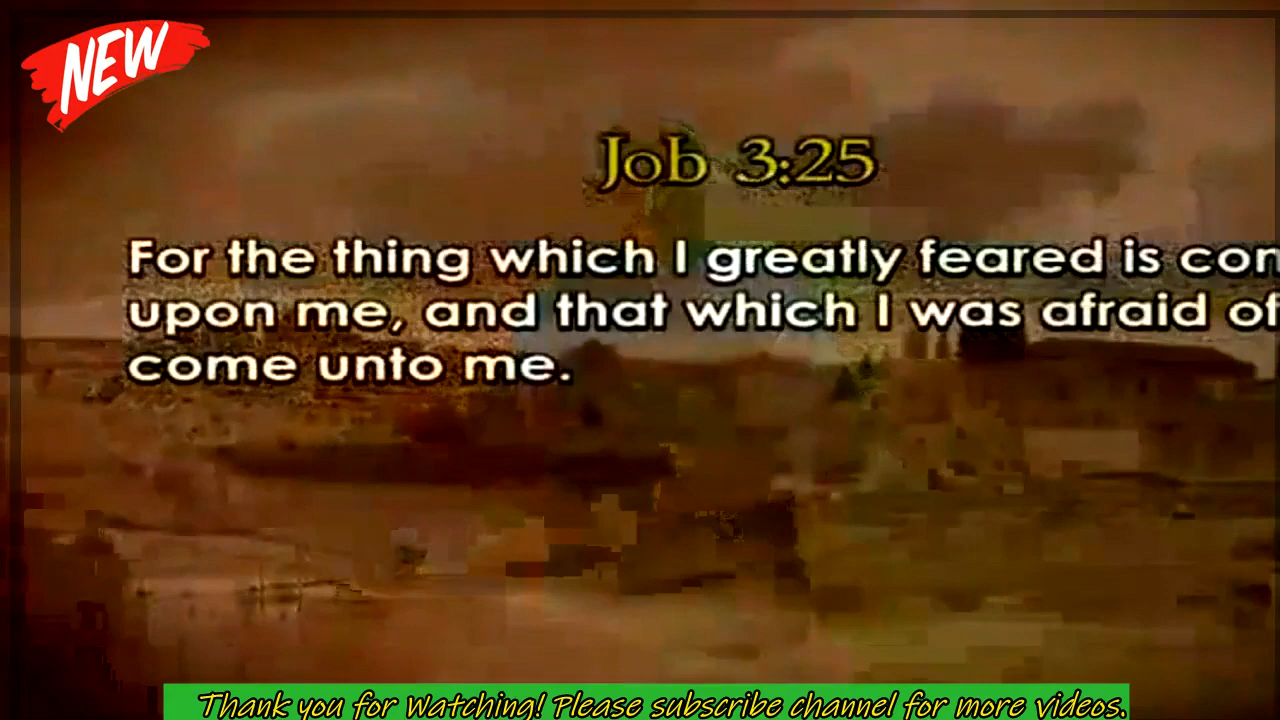 NEW
Job 3:25
For the thing which I greatly feared is
upon me, and that which I was afraid of
come unto me.
Thank you for Watching! Please subscribe channel for more videos.